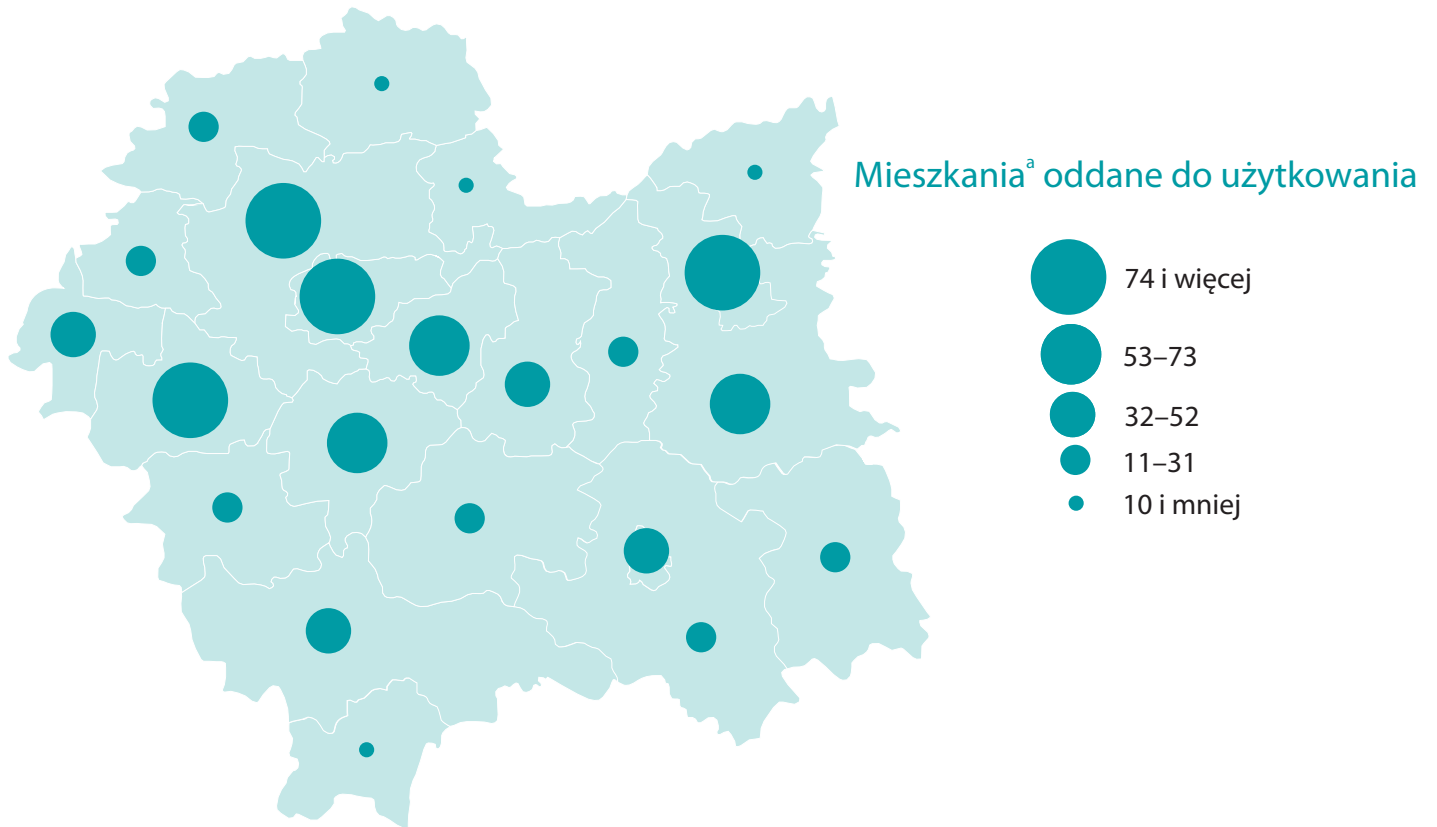 Mieszkaniaᵃ oddane do użytkowania
74 i więcej
53–73
32–52
11–31
10 i mniej